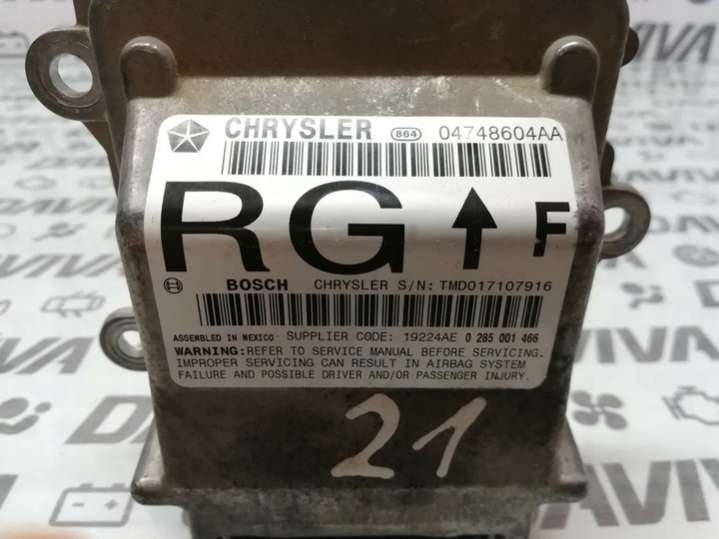 CHRYSLER 864 04748604AA
RG F
BOSCH CHRYSLER S/N: TMD017107916
ASSEMBLED IN MEXICO SUPPLIER CODE: 19224AE 0 285 001 466
WARNING:REFER TO SERVICE MANUAL BEFORE SERVICING.
IMPROPER SERVICING CAN RESULT IN AIRBAG SYSTEM
FAILURE AND POSSIBLE DRIVER AND/OR PASSENGER INJURY.
21
DAVIVA
DAVIVA